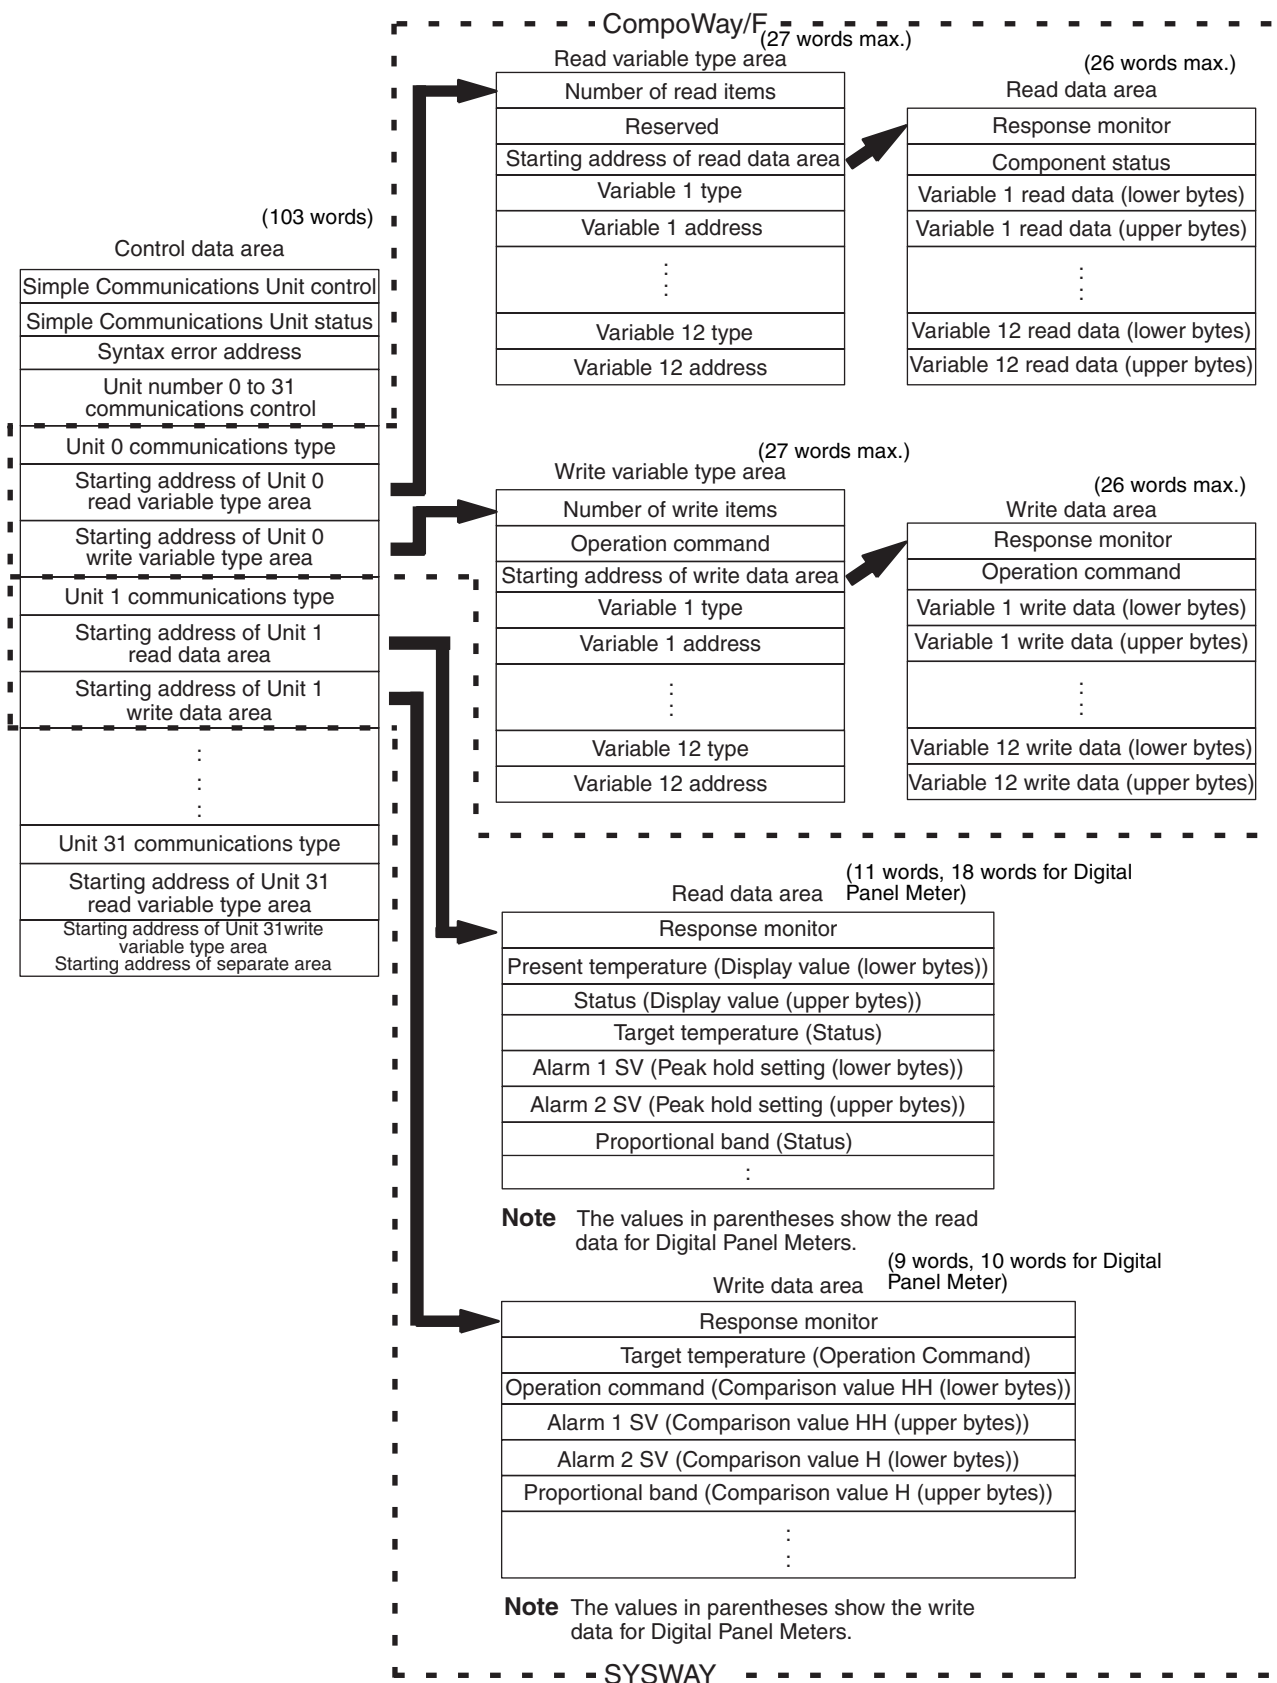 CompoWay/F
(27 words max.)
Read variable type area
Number of read items
Reserved
Starting address of read data area
Variable 1 type
Variable 1 address
:
:
Variable 12 type
Variable 12 address
(26 words max.)
Read data area
Response monitor
Component status
Variable 1 read data (lower bytes)
Variable 1 read data (upper bytes)
:
:
Variable 12 read data (lower bytes)
Variable 12 read data (upper bytes)
(103 words)
Control data area
Simple Communications Unit control
Simple Communications Unit status
Syntax error address
Unit number 0 to 31
communications control
Unit 0 communications type
Starting address of Unit 0
read variable type area
Starting address of Unit 0
write variable type area
Unit 1 communications type
Starting address of Unit 1
read data area
Starting address of Unit 1
write data area
:
:
:
Unit 31 communications type
Starting address of Unit 31
read variable type area
Starting address of Unit 31write
variable type area
Starting address of separate area
(27 words max.)
Write variable type area
Number of write items
Operation command
Starting address of write data area
Variable 1 type
Variable 1 address
:
:
Variable 12 type
Variable 12 address
(26 words max.)
Write data area
Response monitor
Operation command
Variable 1 write data (lower bytes)
Variable 1 write data (upper bytes)
:
:
Variable 12 write data (lower bytes)
Variable 12 write data (upper bytes)
(11 words, 18 words for Digital
Panel Meter)
Read data area
Response monitor
Present temperature (Display value (lower bytes))
Status (Display value (upper bytes))
Target temperature (Status)
Alarm 1 SV (Peak hold setting (lower bytes))
Alarm 2 SV (Peak hold setting (upper bytes))
Proportional band (Status)
:
Note The values in parentheses show the read
data for Digital Panel Meters.
(9 words, 10 words for Digital
Panel Meter)
Write data area
Response monitor
Target temperature (Operation Command)
Operation command (Comparison value HH (lower bytes))
Alarm 1 SV (Comparison value HH (upper bytes))
Alarm 2 SV (Comparison value H (lower bytes))
Proportional band (Comparison value H (upper bytes))
:
:
Note The values in parentheses show the write
data for Digital Panel Meters.
SYSWAY